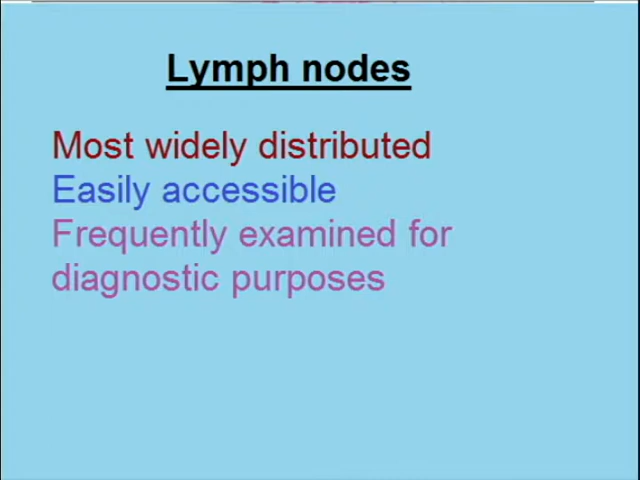 Lymph nodes
Most widely distributed
Easily accessible
Frequently examined for
diagnostic purposes